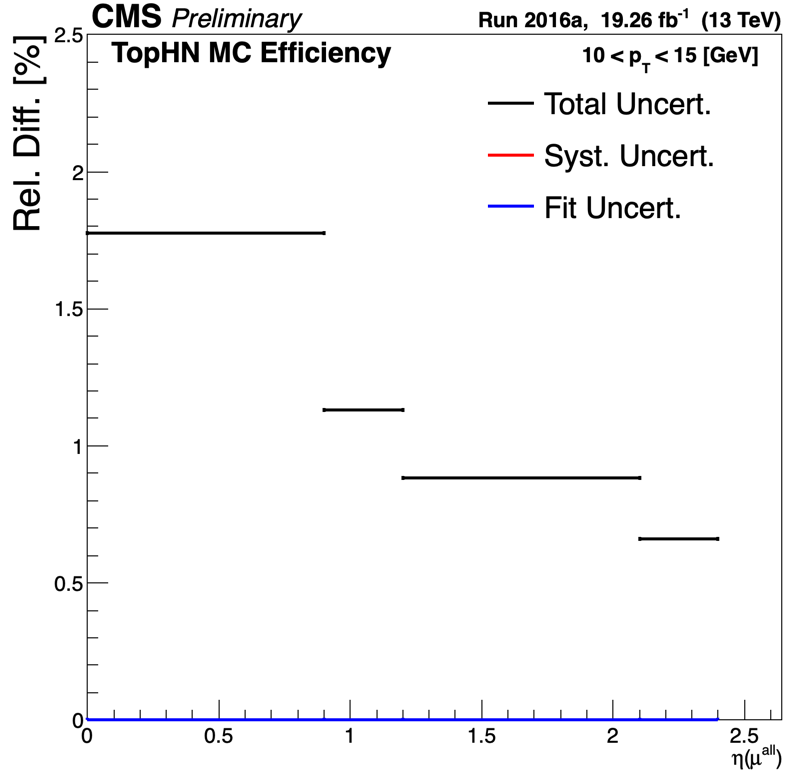 CMS Preliminary Run 2016a, 19.26 fb⁻¹ (13 TeV)
TopHN MC Efficiency 10 < p_T < 15 [GeV]
Total Uncert.
Syst. Uncert.
Fit Uncert.
Rel. Diff. [%]
2.5
2
1.5
1
0.5
0
0 0.5 1 1.5 2 2.5
η(μ^all)